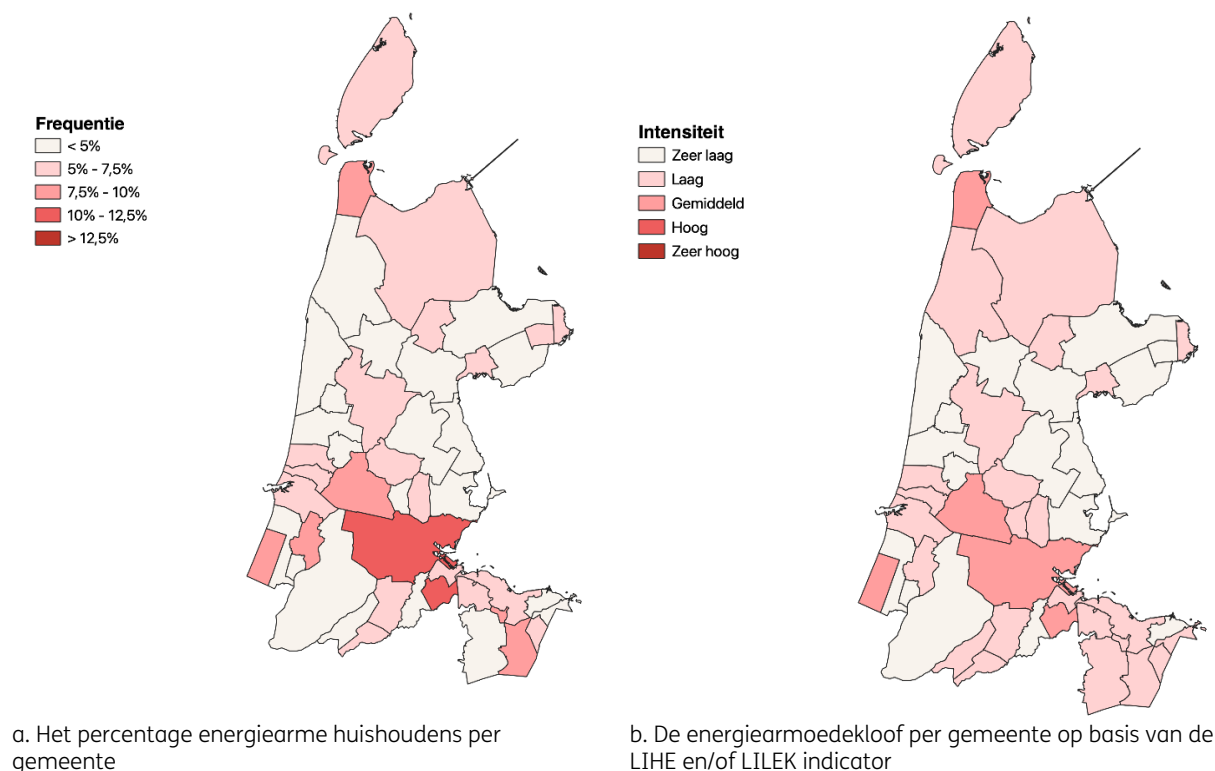 Frequentie
< 5%
5% - 7,5%
7,5% - 10%
10% - 12,5%
> 12,5%
Intensiteit
Zeer laag
Laag
Gemiddeld
Hoog
Zeer hoog
a. Het percentage energiearme huishoudens per
gemeente
b. De energiearmoedekloof per gemeente op basis van de
LIHE en/of LILEK indicator